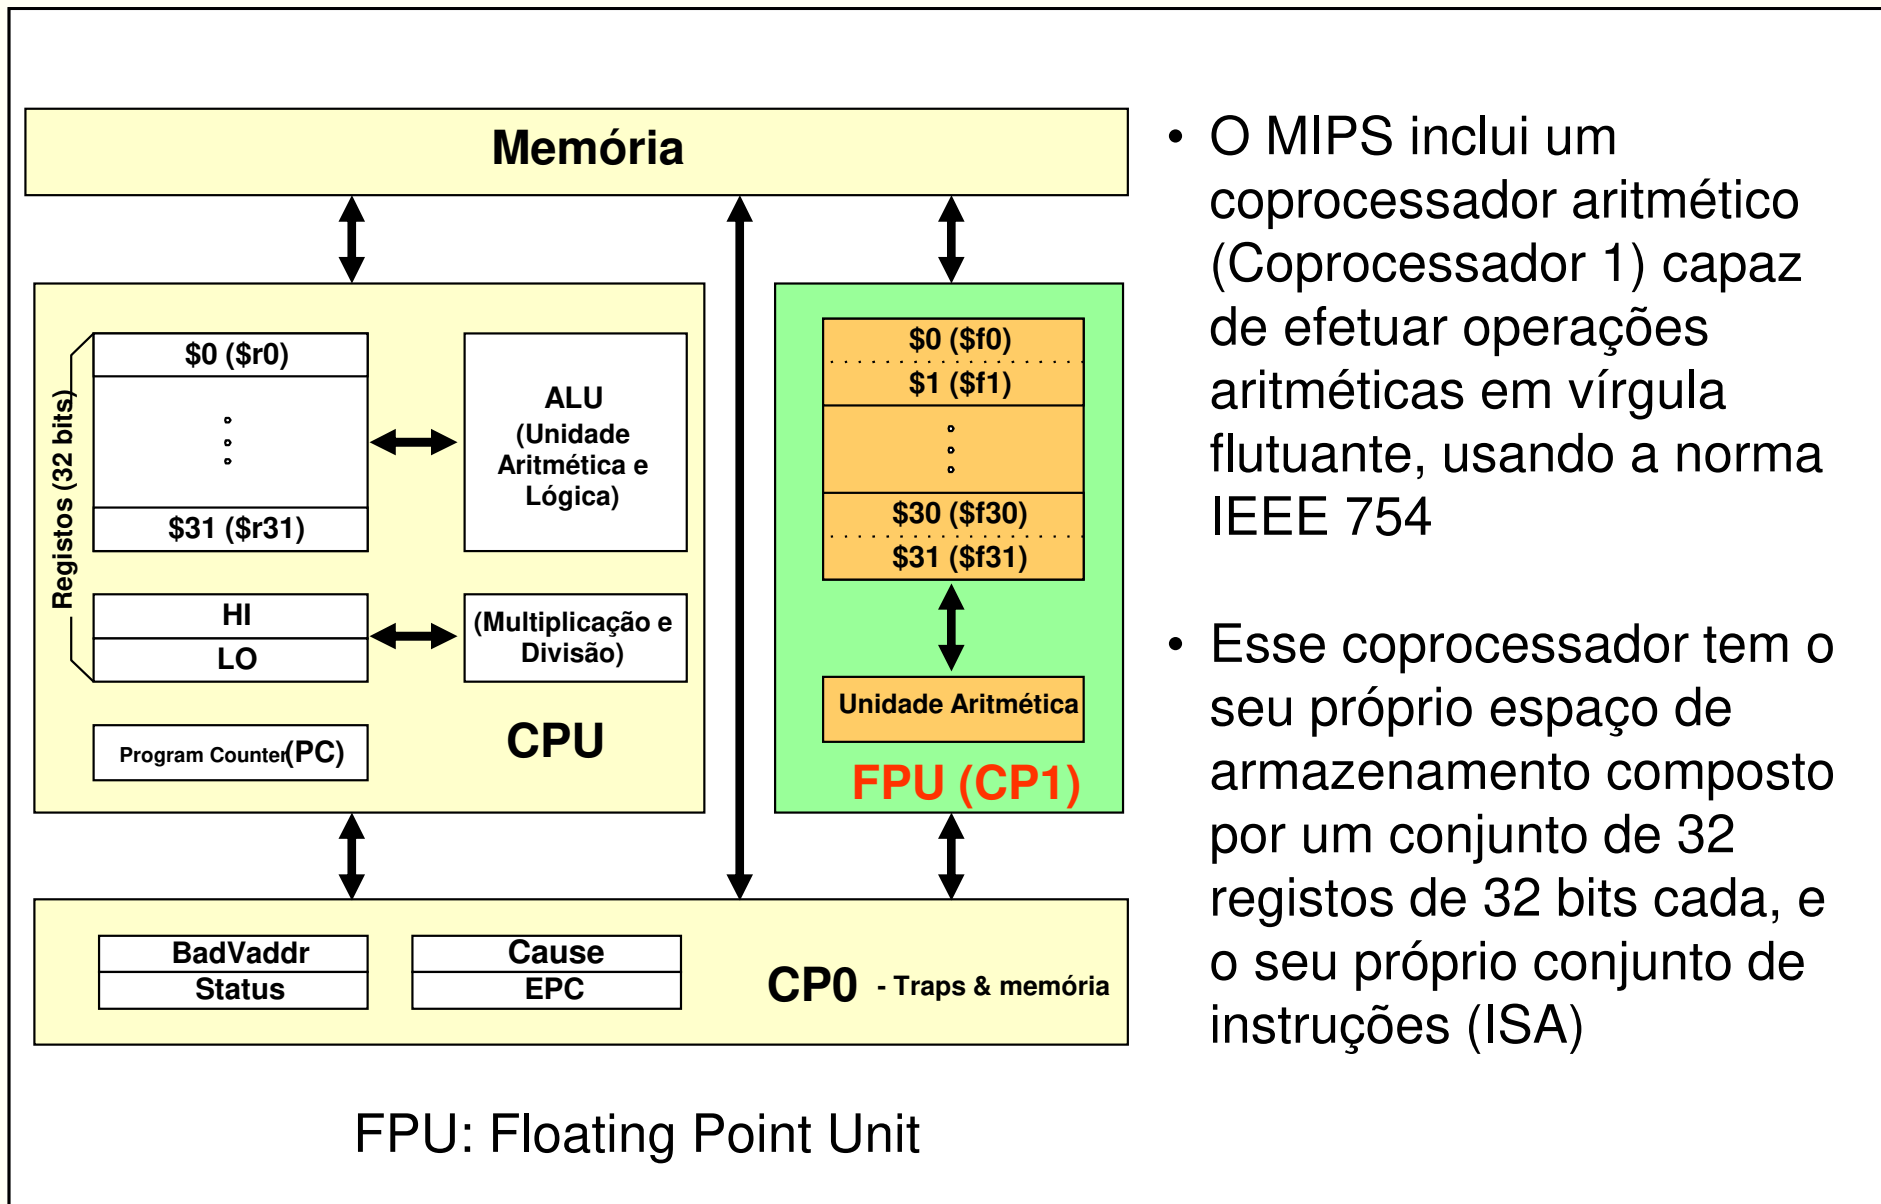 Memória
Registos (32 bits)
$0 ($r0)
$31 ($r31)
ALU
(Unidade
Aritmética e
Lógica)
HI
LO
(Multiplicação e
Divisão)
Program Counter(PC)
CPU
$0 ($f0)
$1 ($f1)
$30 ($f30)
$31 ($f31)
Unidade Aritmética
FPU (CP1)
BadVaddr
Status
Cause
EPC
CP0 - Traps & memória
FPU: Floating Point Unit
• O MIPS inclui um
coprocessador aritmético
(Coprocessador 1) capaz
de efetuar operações
aritméticas em vírgula
flutuante, usando a norma
IEEE 754
• Esse coprocessador tem o
seu próprio espaço de
armazenamento composto
por um conjunto de 32
registos de 32 bits cada, e
o seu próprio conjunto de
instruções (ISA)